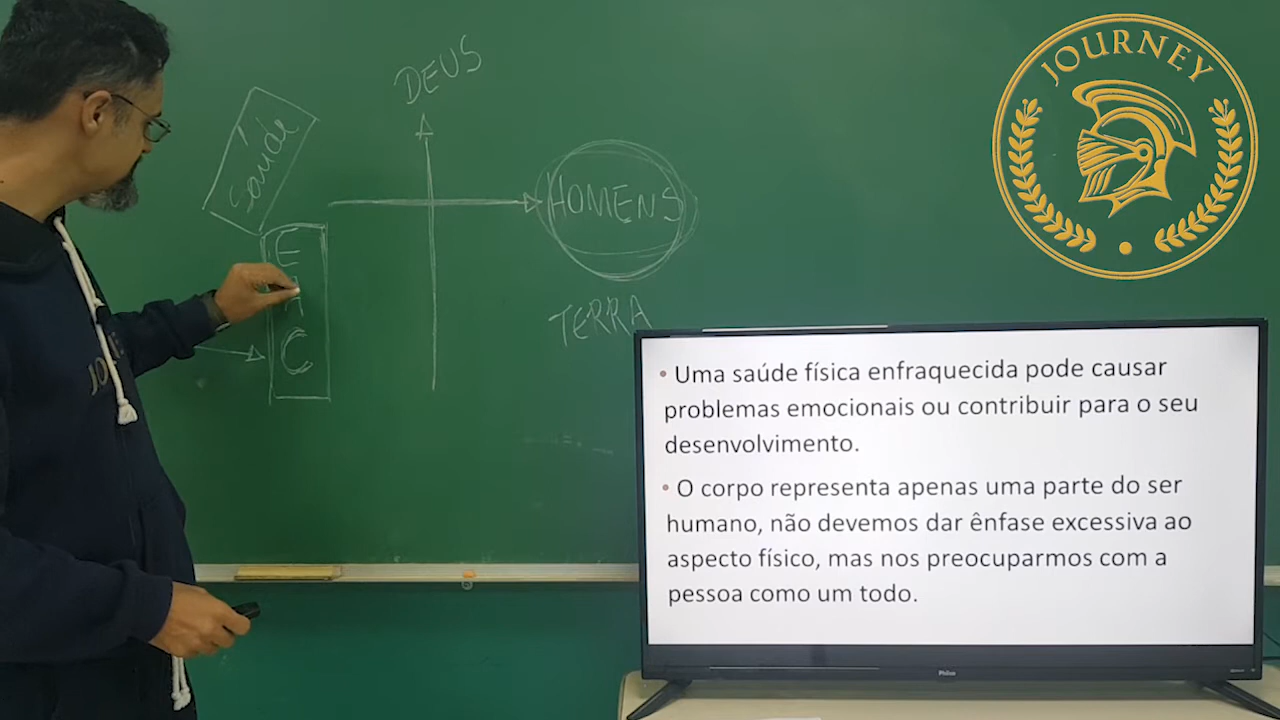 JOURNEY
DEUS
Saúde
HOMENS
E
A
C
TERRA
• Uma saúde física enfraquecida pode causar
problemas emocionais ou contribuir para o seu
desenvolvimento.
• O corpo representa apenas uma parte do ser
humano, não devemos dar ênfase excessiva ao
aspecto físico, mas nos preocuparmos com a
pessoa como um todo.
Philco